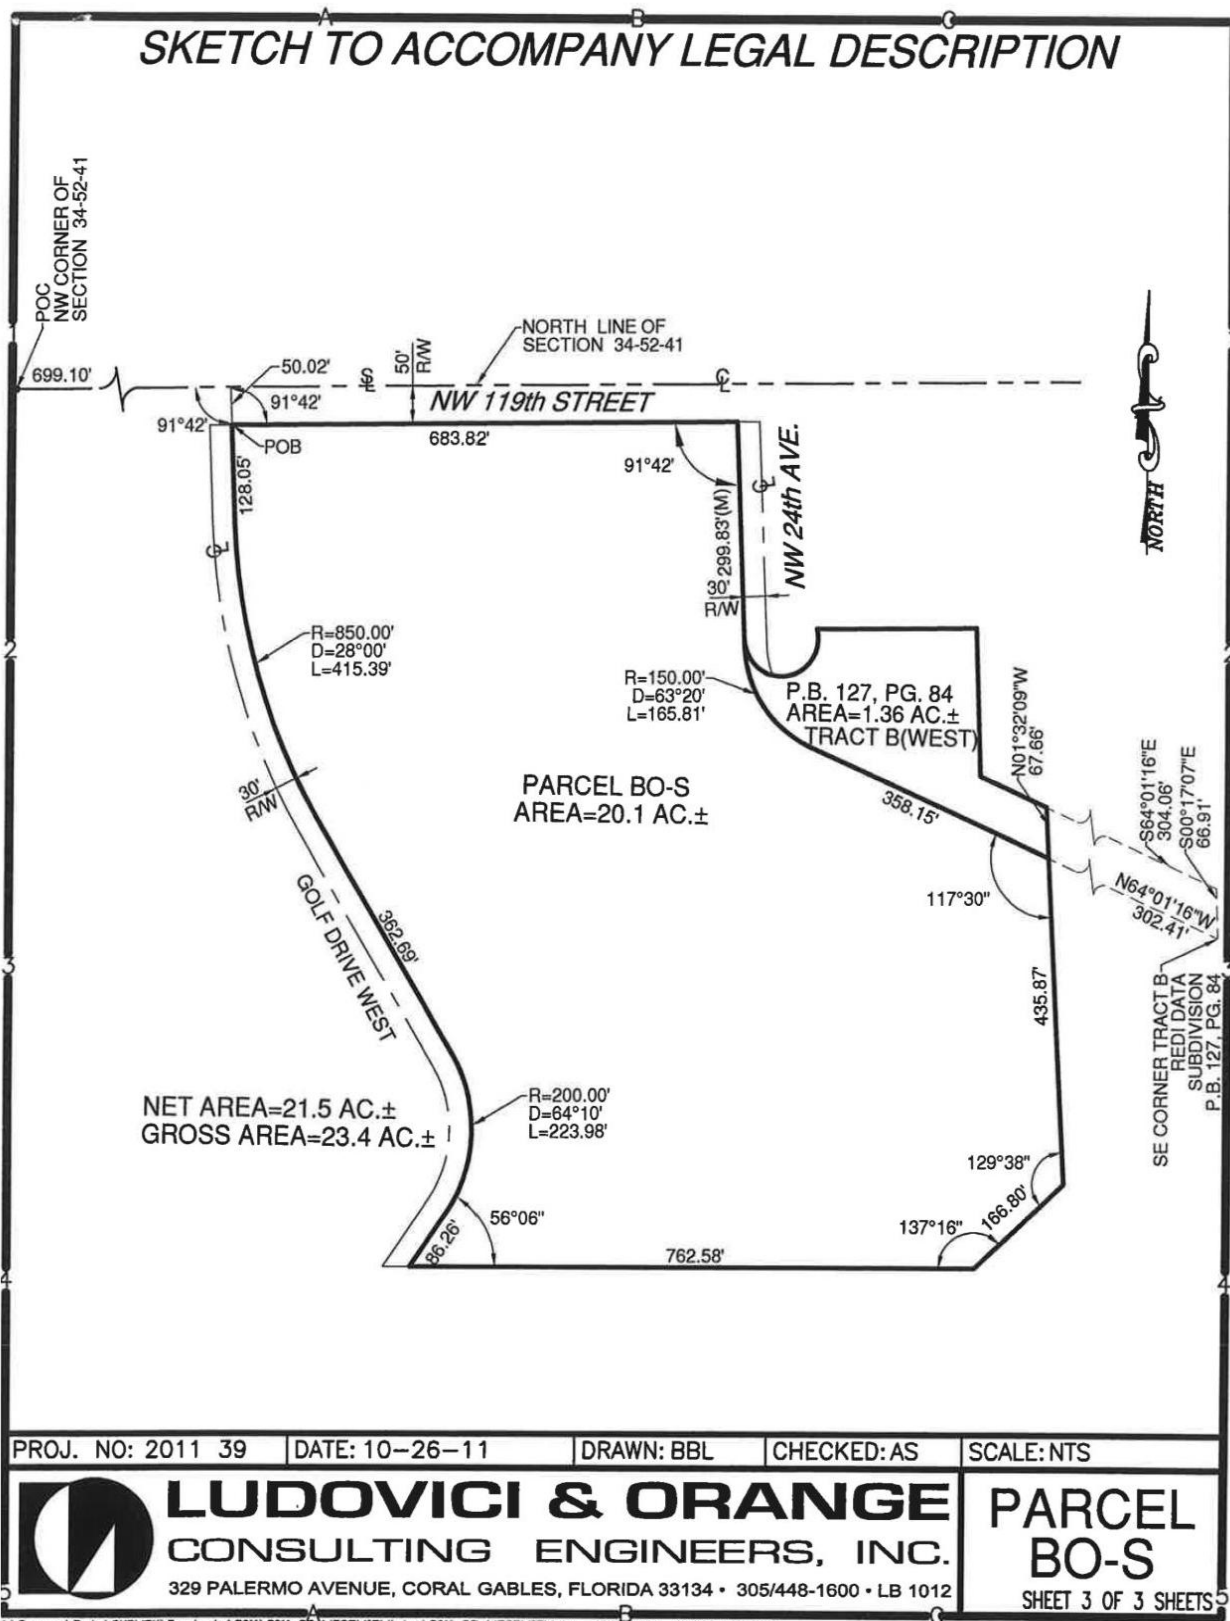 A B C
SKETCH TO ACCOMPANY LEGAL DESCRIPTION
POC
NW CORNER OF
SECTION 34-52-41
1
699.10'
50.02'
50'
R/W
NORTH LINE OF
SECTION 34-52-41
91°42'
91°42'
NW 119th STREET
POB
683.82'
91°42'
128.05'
299.83'(M)
NW 24th AVE.
30'
R/W
NORTH
2
R=850.00'
D=28°00'
L=415.39'
R=150.00'
D=63°20'
L=165.81'
P.B. 127, PG. 84
AREA=1.36 AC.±
TRACT B(WEST)
N01°32'09"W
67.66'
S64°01'16"E
304.06'
S00°17'07"E
66.91'
30'
R/W
PARCEL BO-S
AREA=20.1 AC.±
358.15'
117°30"
N64°01'16"W
302.41'
GOLF DRIVE WEST
362.69'
3
435.87'
SE CORNER TRACT B
REDI DATA
SUBDIVISION
P.B. 127, PG. 84
NET AREA=21.5 AC.±
GROSS AREA=23.4 AC.±
R=200.00'
D=64°10'
L=223.98'
129°38"
166.80'
137°16"
56°06"
86.26'
762.58'
4 4
PROJ. NO: 2011 39 DATE: 10-26-11 DRAWN: BBL CHECKED: AS SCALE: NTS
LUDOVICI & ORANGE
CONSULTING ENGINEERS, INC.
329 PALERMO AVENUE, CORAL GABLES, FLORIDA 33134 • 305/448-1600 • LB 1012
PARCEL
BO-S
SHEET 3 OF 3 SHEETS
5 5
A B C